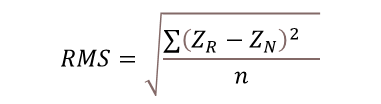 RMS = √(∑(Z_R − Z_N)² / n)